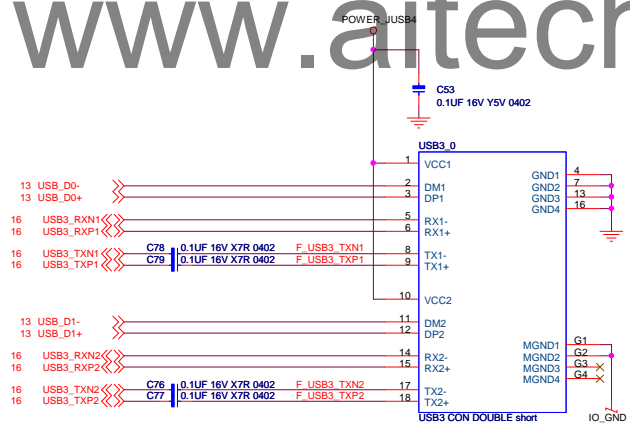 www.aitech
POWER_JUSB4
C53
0.1UF 16V Y5V 0402
USB3_0
1 VCC1
GND1 4
GND2 7
GND3 13
GND4 16
13 USB_D0- 2 DM1
13 USB_D0+ 3 DP1
16 USB3_RXN1 5 RX1-
16 USB3_RXP1 6 RX1+
16 USB3_TXN1 C78 0.1UF 16V X7R 0402 F_USB3_TXN1 8 TX1-
16 USB3_TXP1 C79 0.1UF 16V X7R 0402 F_USB3_TXP1 9 TX1+
10 VCC2
13 USB_D1- 11 DM2
13 USB_D1+ 12 DP2
MGND1 G1
MGND2 G2
MGND3 G3
MGND4 G4
16 USB3_RXN2 14 RX2-
16 USB3_RXP2 15 RX2+
16 USB3_TXN2 C76 0.1UF 16V X7R 0402 F_USB3_TXN2 17 TX2-
16 USB3_TXP2 C77 0.1UF 16V X7R 0402 F_USB3_TXP2 18 TX2+
USB3 CON DOUBLE short
IO_GND